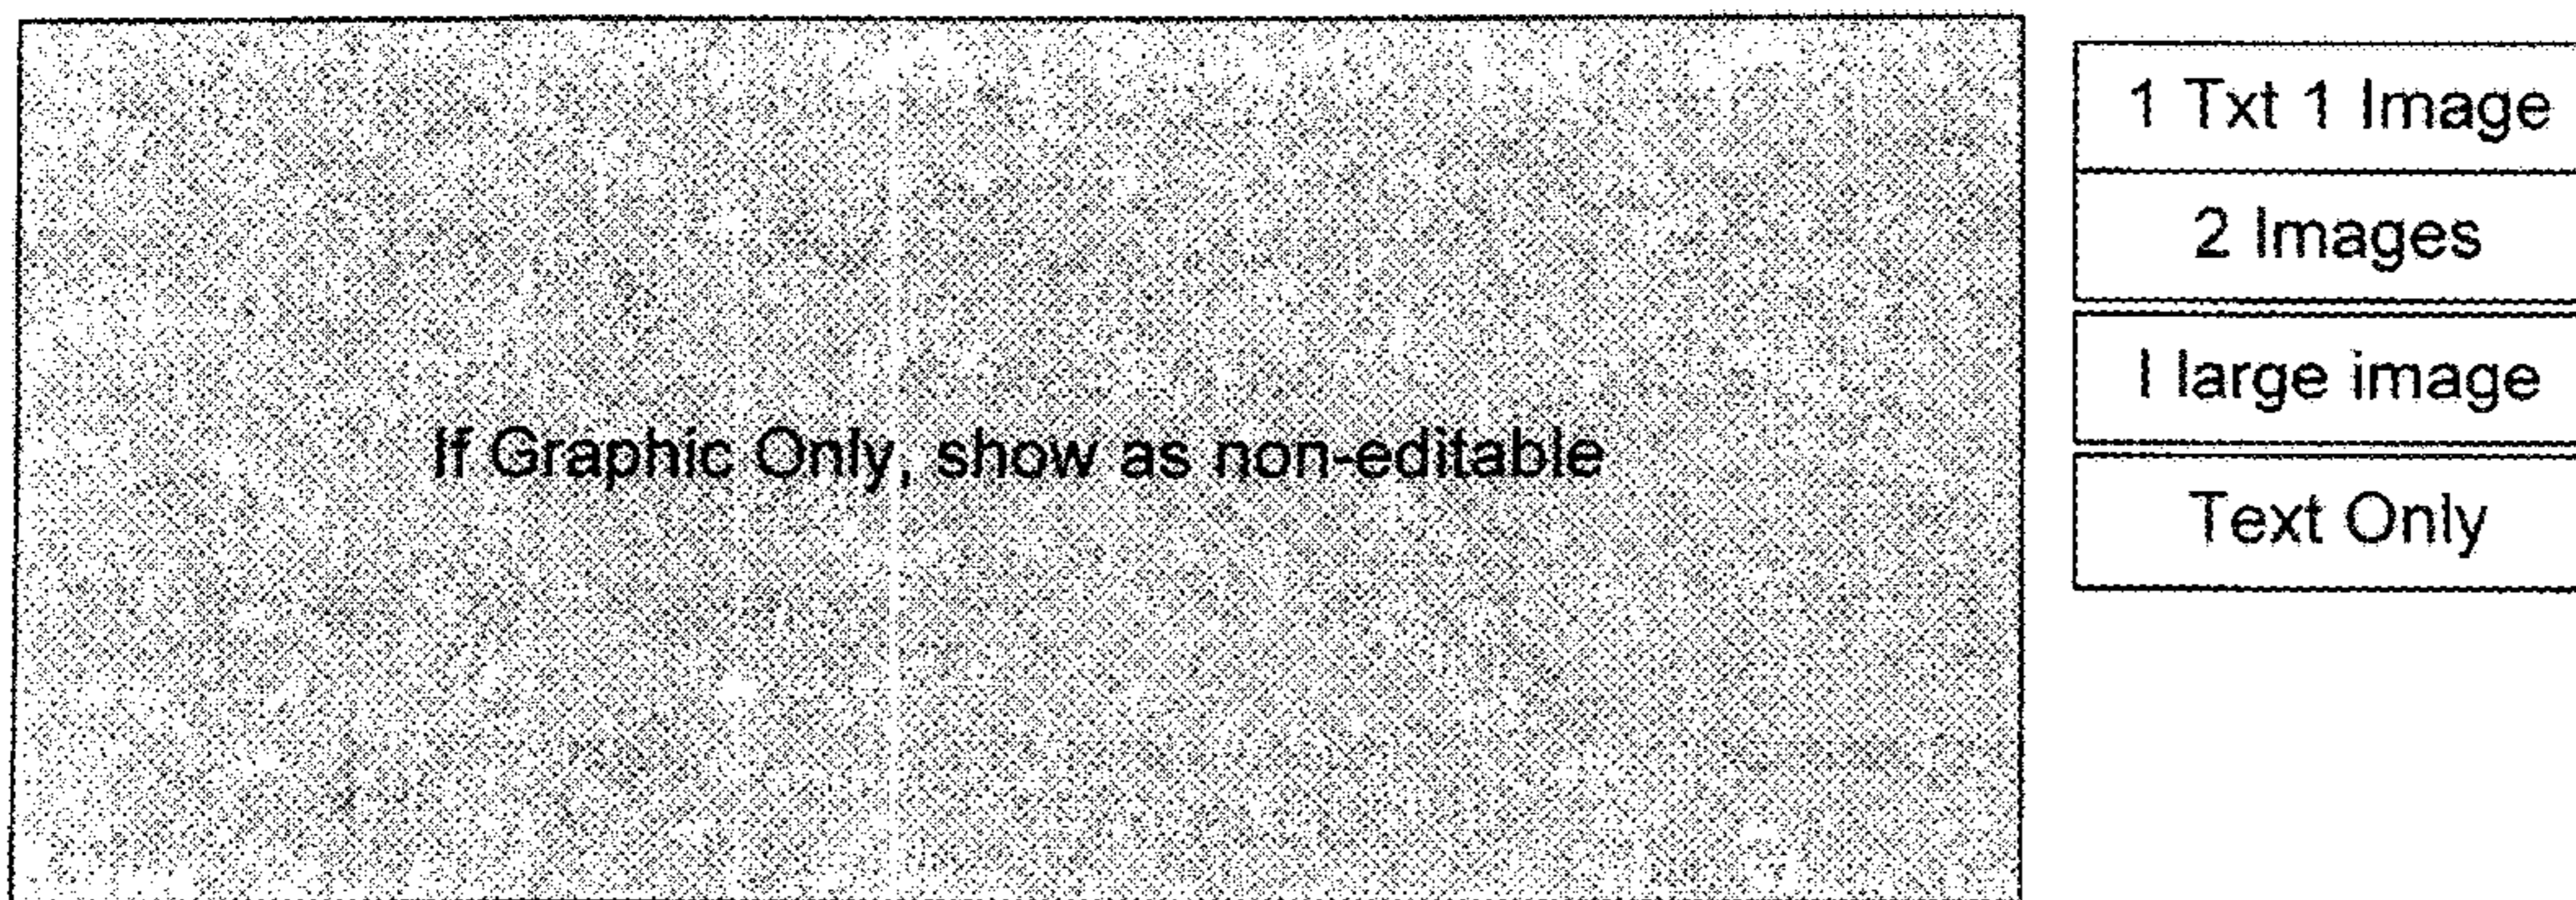 If Graphic Only, show as non-editable
1 Txt 1 Image
2 Images
I large image
Text Only